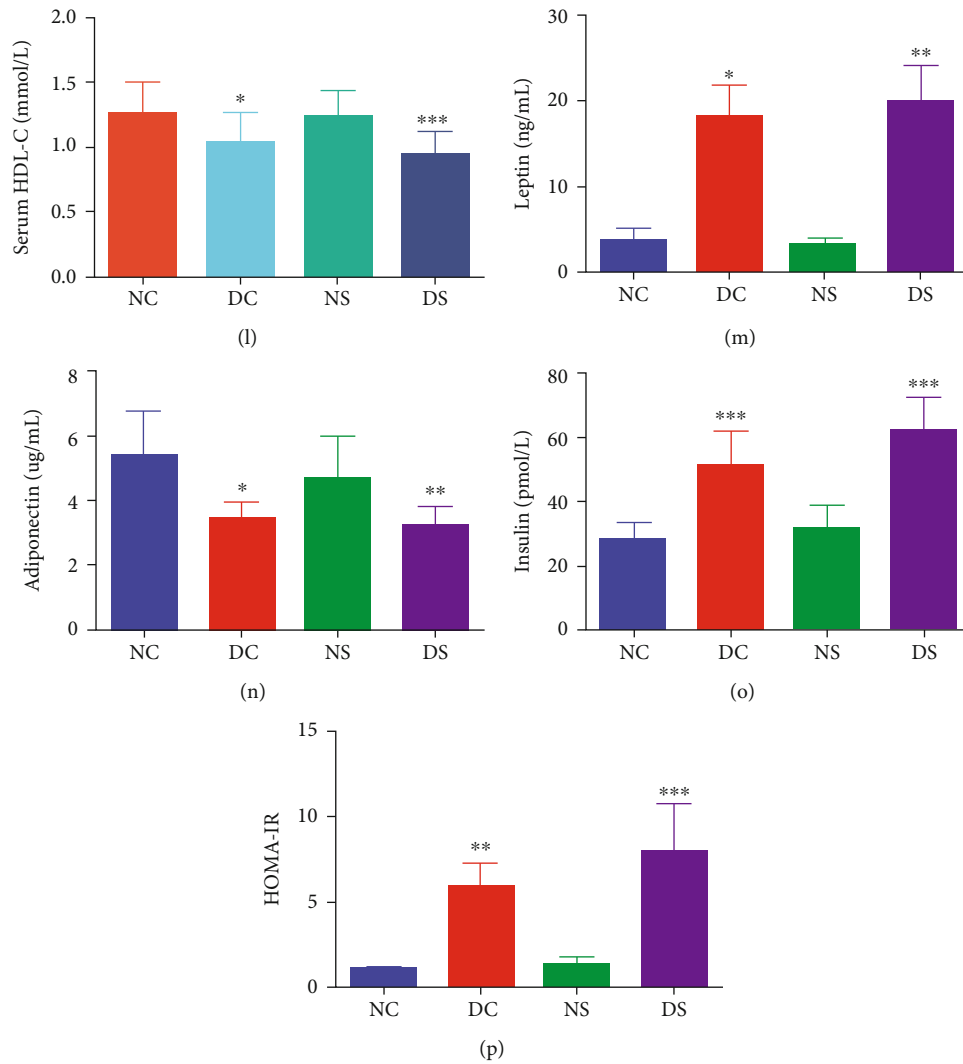 Serum HDL-C (mmol/L)
2.0
1.5
1.0
0.5
0.0
*
***
NC DC NS DS
(l)
Leptin (ng/mL)
30
20
10
0
*
**
NC DC NS DS
(m)
Adiponectin (ug/mL)
8
6
4
2
0
*
**
NC DC NS DS
(n)
Insulin (pmol/L)
80
60
40
20
0
***
***
NC DC NS DS
(o)
HOMA-IR
15
10
5
0
**
***
NC DC NS DS
(p)